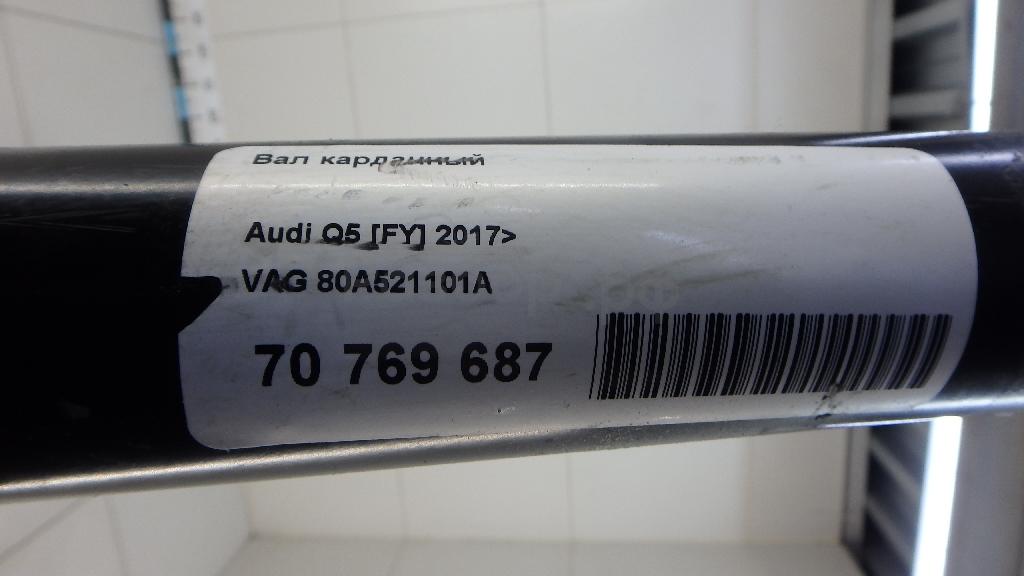 Вал карданный
Audi Q5 [FY] 2017>
VAG 80A521101A
70 769 687